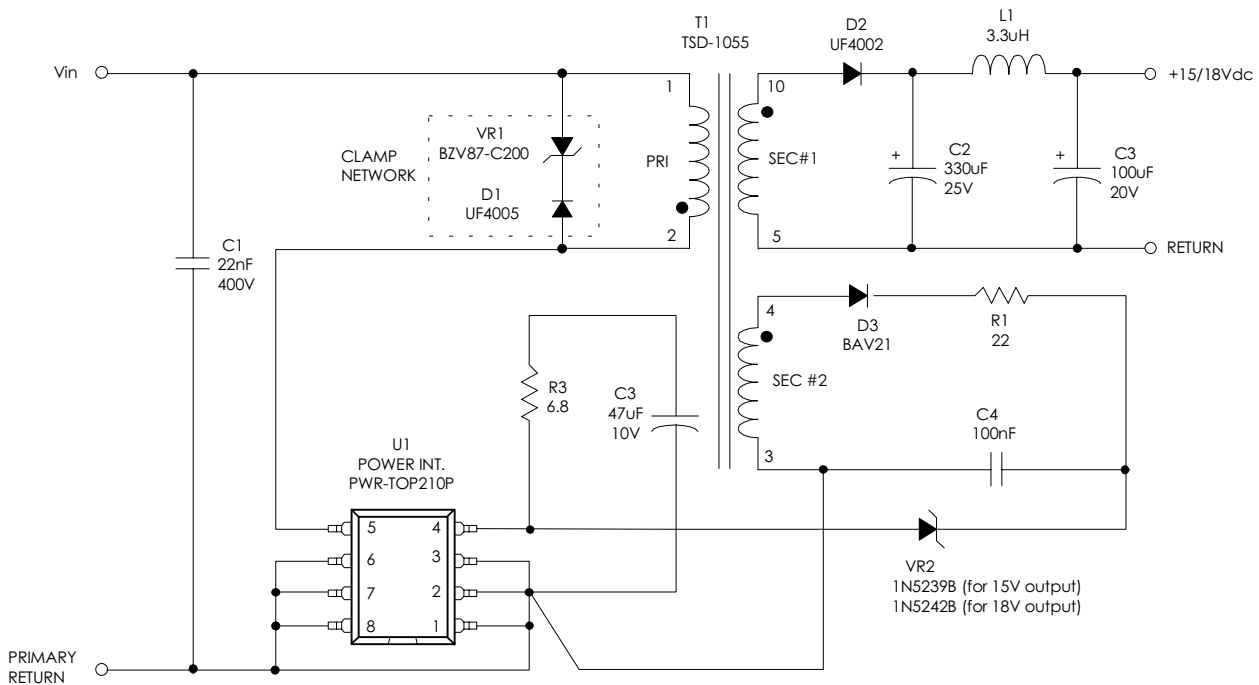 T1
TSD-1055
D2
UF4002
L1
3.3uH
Vin
1
10
+15/18Vdc
VR1
BZV87-C200
CLAMP
NETWORK
PRI
SEC#1
D1
UF4005
+
C2
330uF
25V
+
C3
100uF
20V
2
5
RETURN
C1
22nF
400V
4
D3
BAV21
R1
22
R3
6.8
C3
47uF
10V
SEC #2
C4
100nF
3
U1
POWER INT.
PWR-TOP210P
5 4
6 3
7 2
8 1
VR2
1N5239B (for 15V output)
1N5242B (for 18V output)
PRIMARY
RETURN